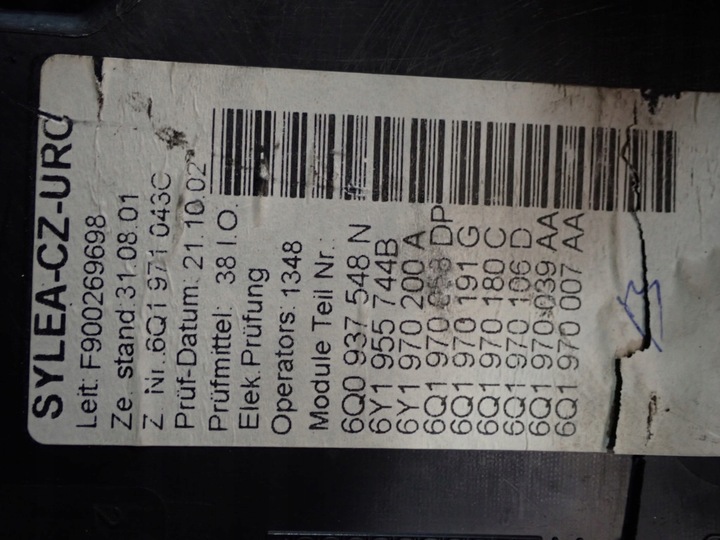 SYLEA-CZ-URO
Leit: F900269698
Ze. stand:31.08.01
Z Nr.:6Q1 971 043C
Prüf-Datum: 21.10.02
Prüfmittel: 38 I.O.
Elek.Prüfung
Operators: 1348
Module Teil Nr.:
6Q0 937 548 N
6Y1 955 744B
6Y1 970 200 A
6Q1 970 DP
6Q1 970 191 G
6Q1 970 180 C
6Q1 970 106 D
6Q1 970 039 AA
6Q1 970 007 AA